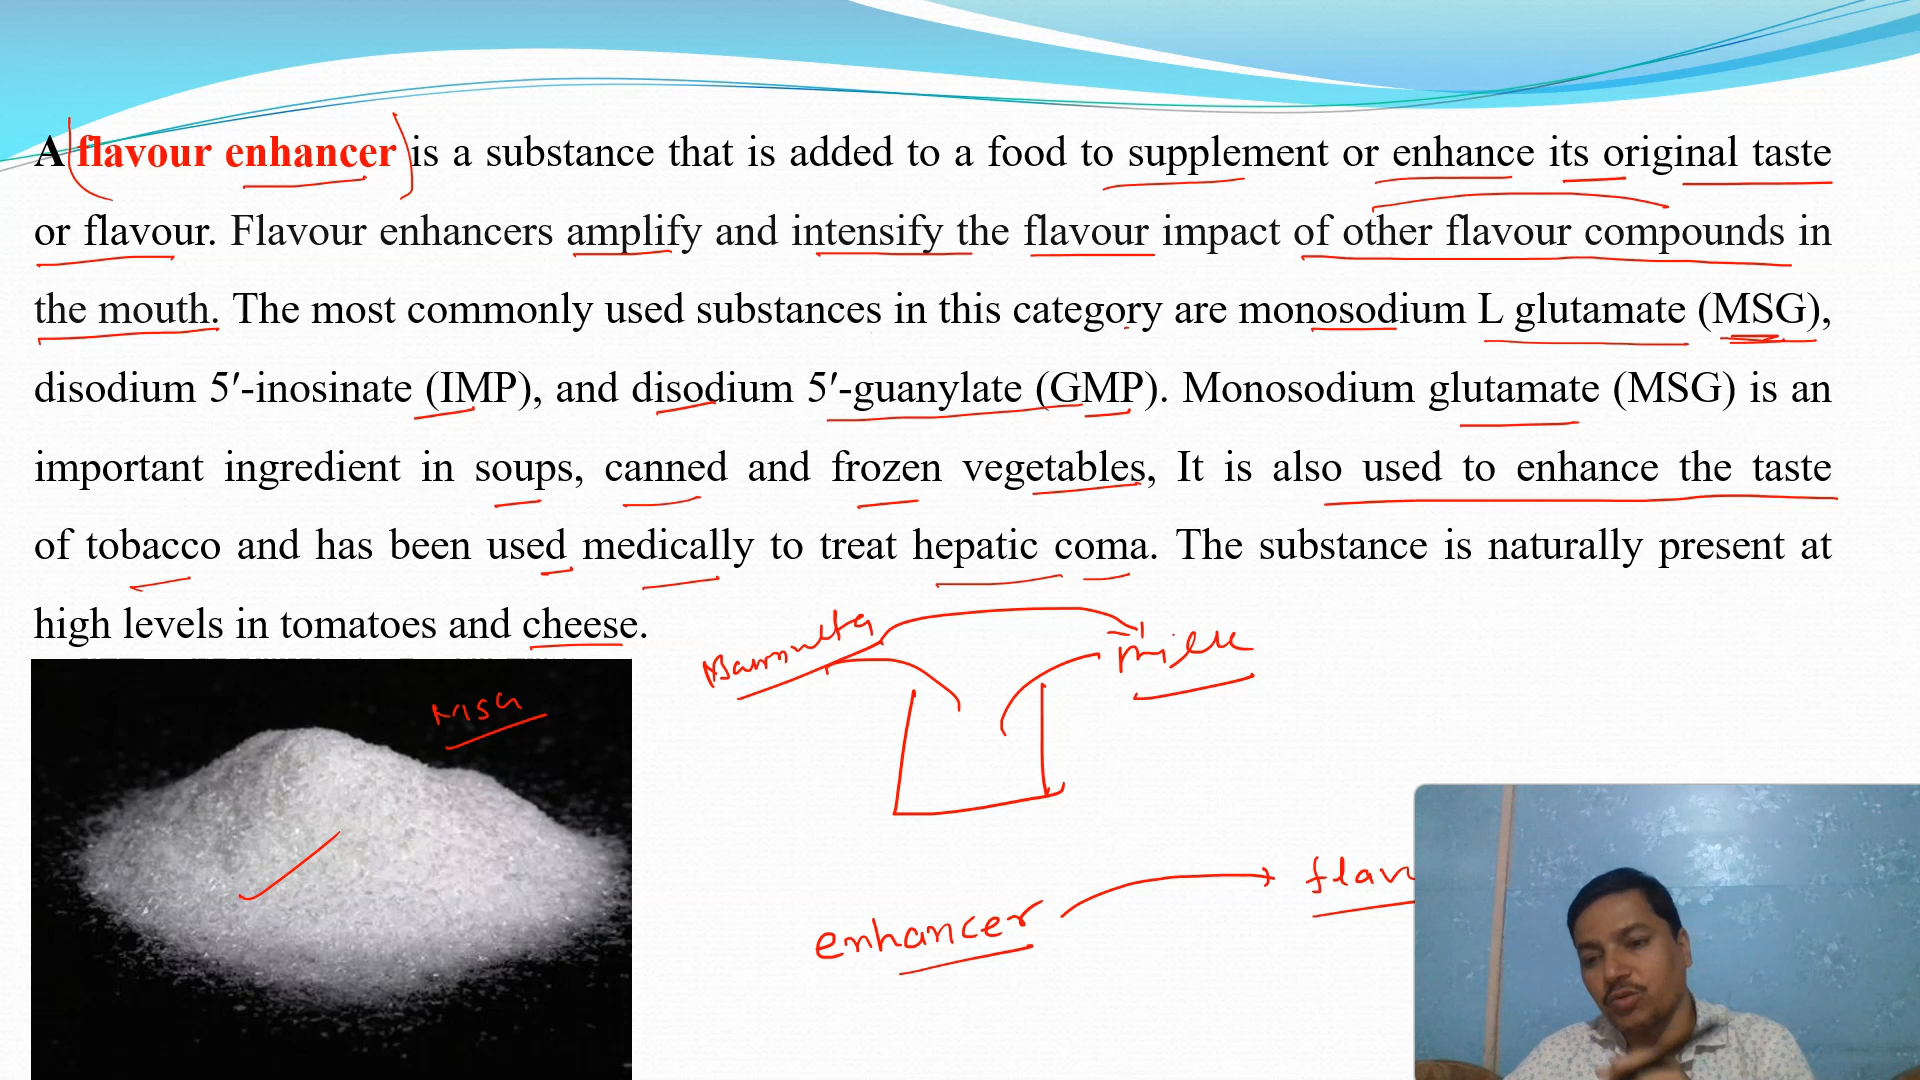 A flavour enhancer is a substance that is added to a food to supplement or enhance its original taste
or flavour. Flavour enhancers amplify and intensify the flavour impact of other flavour compounds in
the mouth. The most commonly used substances in this category are monosodium L glutamate (MSG),
disodium 5′-inosinate (IMP), and disodium 5′-guanylate (GMP). Monosodium glutamate (MSG) is an
important ingredient in soups, canned and frozen vegetables, It is also used to enhance the taste
of tobacco and has been used medically to treat hepatic coma. The substance is naturally present at
high levels in tomatoes and cheese.
milk
MSG
enhancer
flav